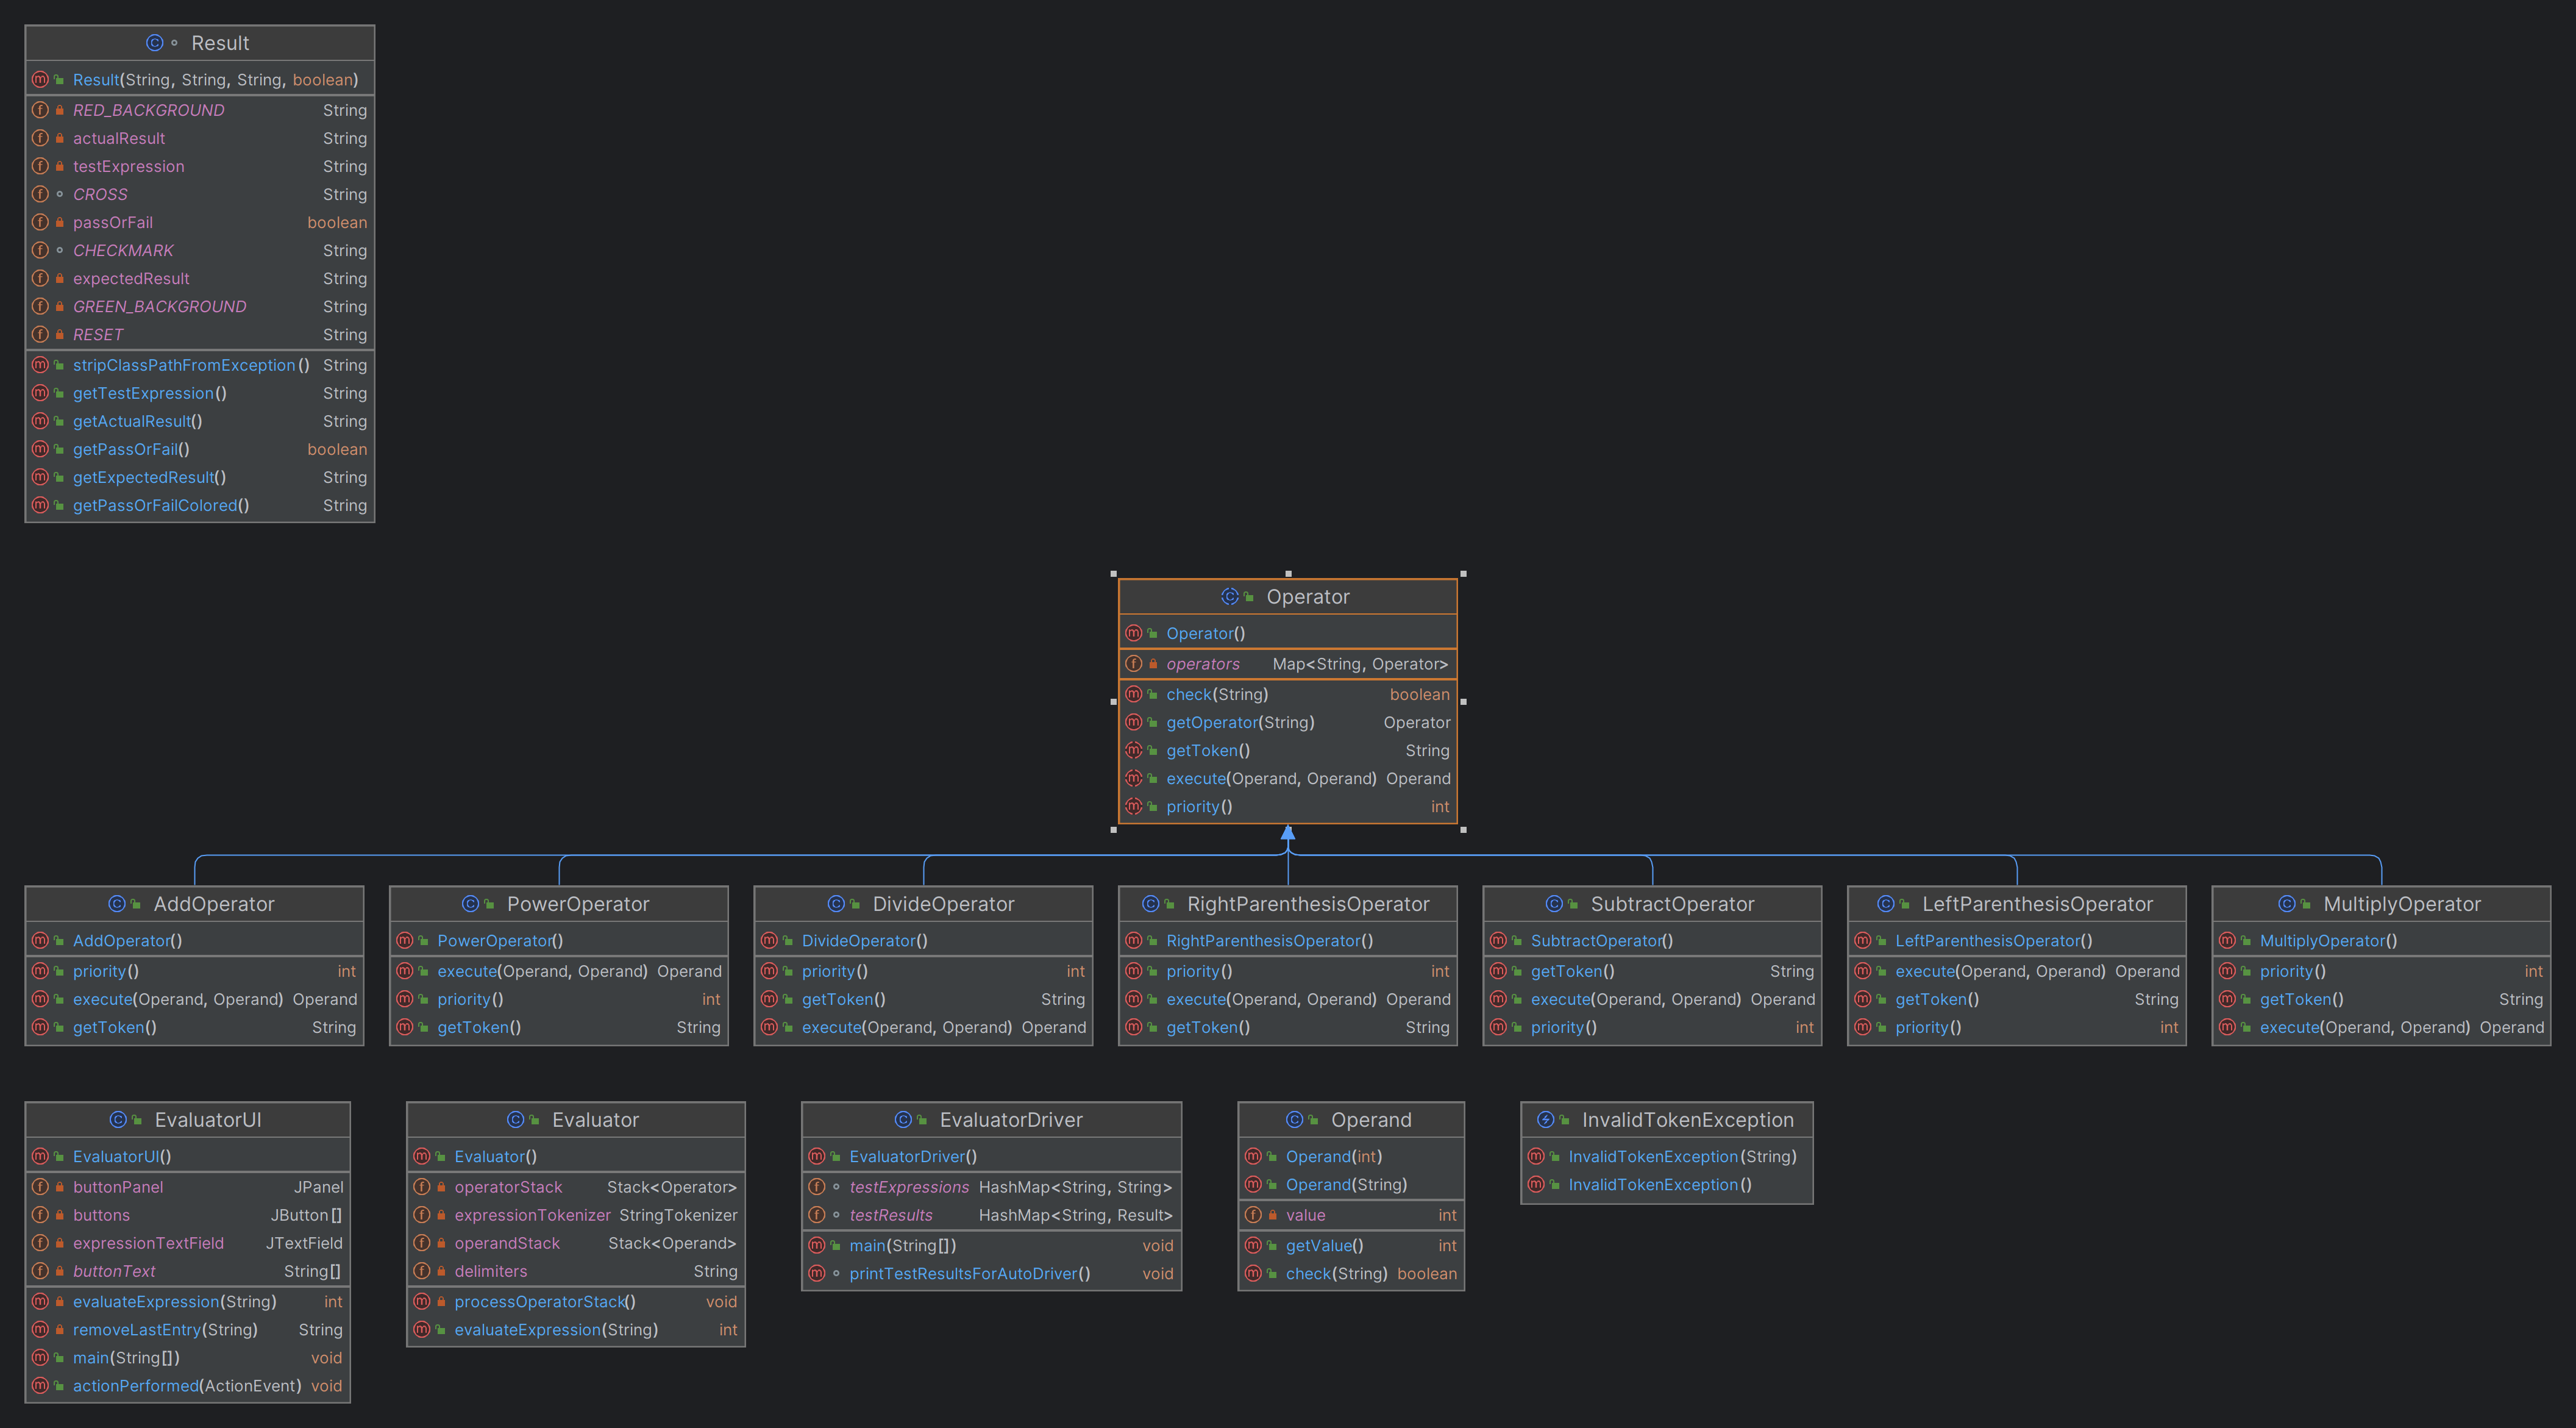 Result
Result(String, String, String, boolean)
RED_BACKGROUND String
actualResult String
testExpression String
CROSS String
passOrFail boolean
CHECKMARK String
expectedResult String
GREEN_BACKGROUND String
RESET String
stripClassPathFromException() String
getTestExpression() String
getActualResult() String
getPassOrFail() boolean
getExpectedResult() String
getPassOrFailColored() String
Operator
Operator()
operators Map<String, Operator>
check(String) boolean
getOperator(String) Operator
getToken() String
execute(Operand, Operand) Operand
priority() int
AddOperator
AddOperator()
priority() int
execute(Operand, Operand) Operand
getToken() String
PowerOperator
PowerOperator()
execute(Operand, Operand) Operand
priority() int
getToken() String
DivideOperator
DivideOperator()
priority() int
getToken() String
execute(Operand, Operand) Operand
RightParenthesisOperator
RightParenthesisOperator()
priority() int
execute(Operand, Operand) Operand
getToken() String
SubtractOperator
SubtractOperator()
getToken() String
execute(Operand, Operand) Operand
priority() int
LeftParenthesisOperator
LeftParenthesisOperator()
execute(Operand, Operand) Operand
getToken() String
priority() int
MultiplyOperator
MultiplyOperator()
priority() int
getToken() String
execute(Operand, Operand) Operand
EvaluatorUI
EvaluatorUI()
buttonPanel JPanel
buttons JButton[]
expressionTextField JTextField
buttonText String[]
evaluateExpression(String) int
removeLastEntry(String) String
main(String[]) void
actionPerformed(ActionEvent) void
Evaluator
Evaluator()
operatorStack Stack<Operator>
expressionTokenizer StringTokenizer
operandStack Stack<Operand>
delimiters String
processOperatorStack() void
evaluateExpression(String) int
EvaluatorDriver
EvaluatorDriver()
testExpressions HashMap<String, String>
testResults HashMap<String, Result>
main(String[]) void
printTestResultsForAutoDriver() void
Operand
Operand(int)
Operand(String)
value int
getValue() int
check(String) boolean
InvalidTokenException
InvalidTokenException(String)
InvalidTokenException()